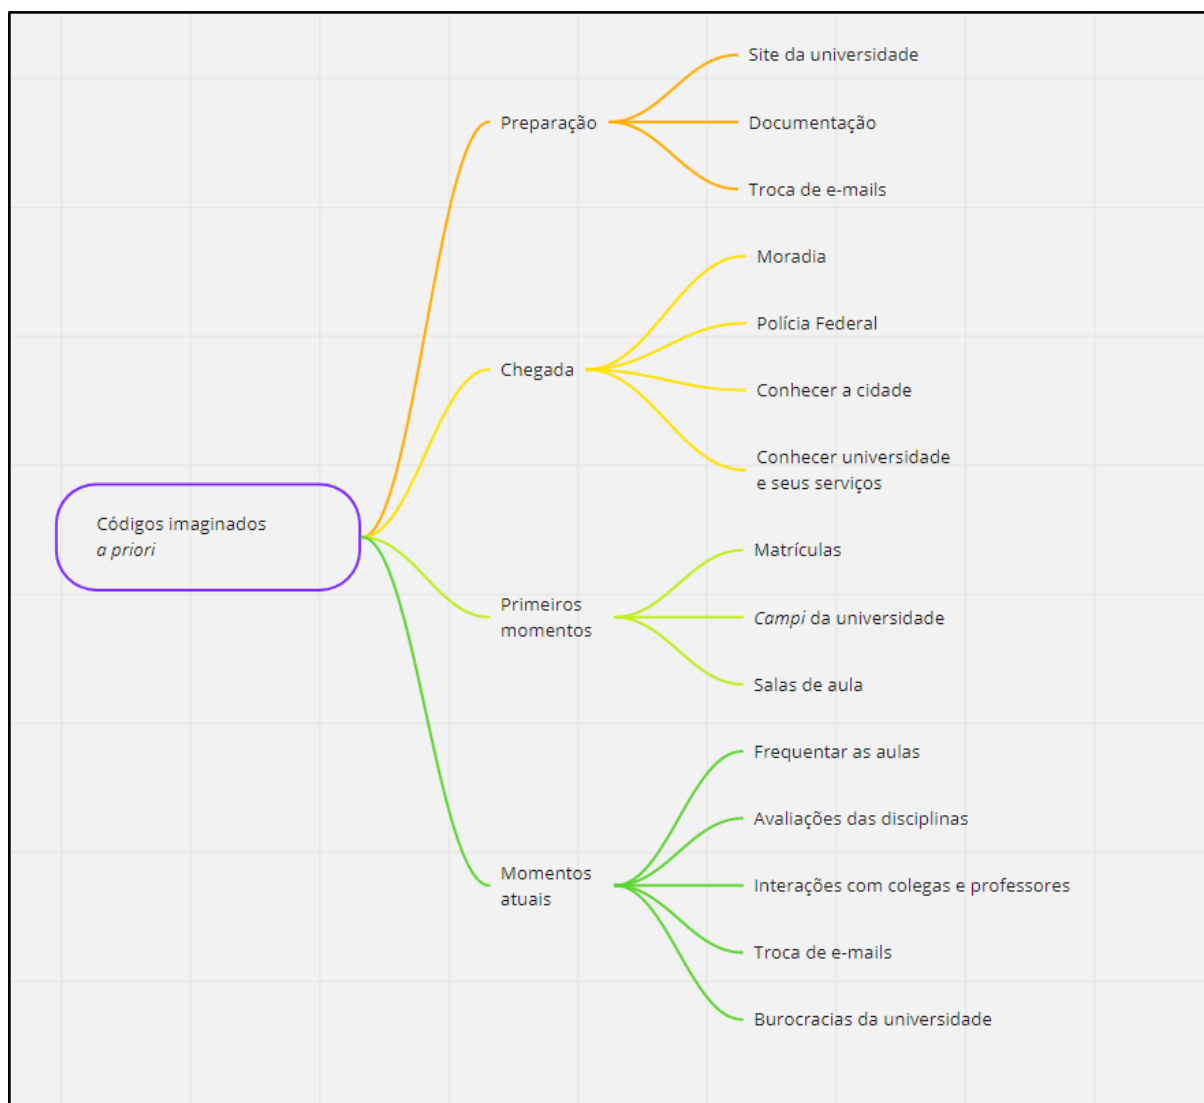 Códigos imaginados
a priori
Preparação
Site da universidade
Documentação
Troca de e-mails
Chegada
Moradia
Polícia Federal
Conhecer a cidade
Conhecer universidade
e seus serviços
Primeiros
momentos
Matrículas
Campi da universidade
Salas de aula
Momentos
atuais
Frequentar as aulas
Avaliações das disciplinas
Interações com colegas e professores
Troca de e-mails
Burocracias da universidade